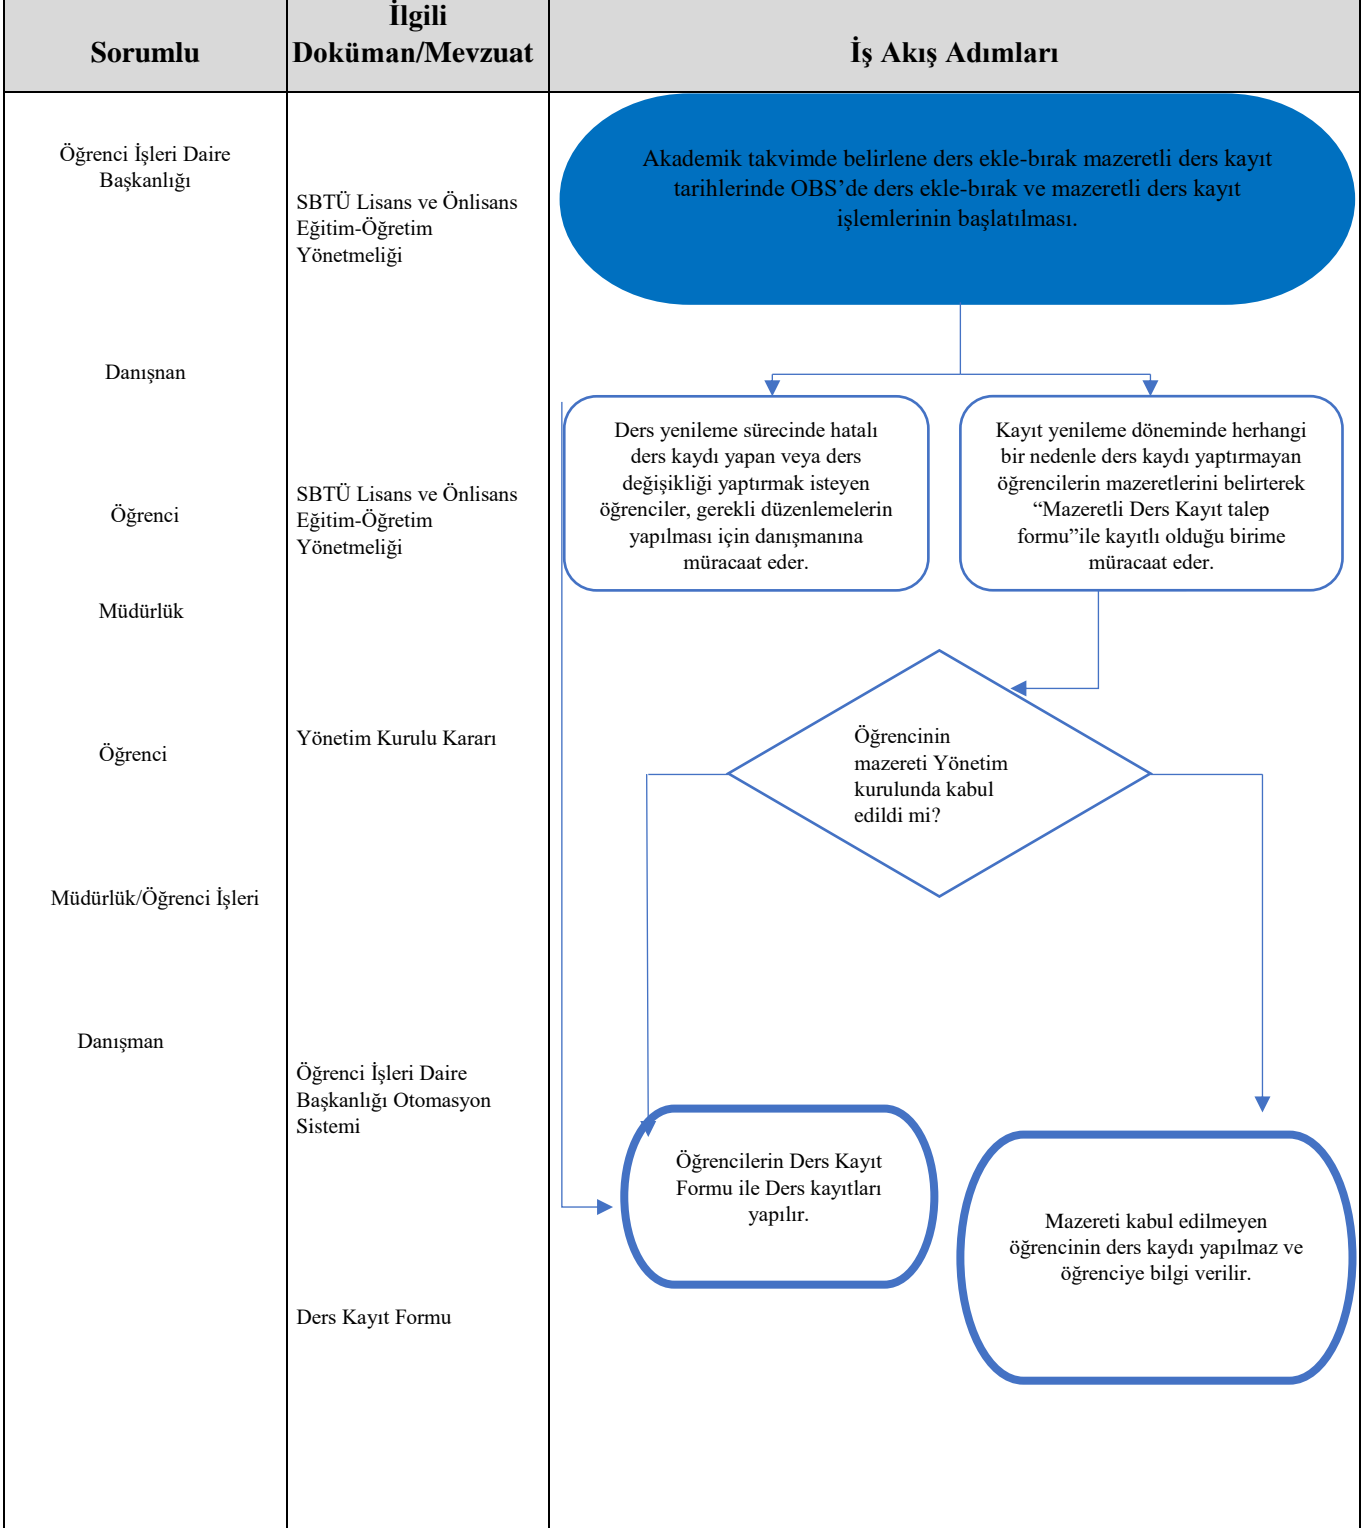 Sorumlu
İlgili
Doküman/Mevzuat
İş Akış Adımları
Öğrenci İşleri Daire
Başkanlığı
Danışnan
Öğrenci
Müdürlük
Öğrenci
Müdürlük/Öğrenci İşleri
Danışman
SBTÜ Lisans ve Önlisans
Eğitim-Öğretim
Yönetmeliği
SBTÜ Lisans ve Önlisans
Eğitim-Öğretim
Yönetmeliği
Yönetim Kurulu Kararı
Öğrenci İşleri Daire
Başkanlığı Otomasyon
Sistemi
Ders Kayıt Formu
Akademik takvimde belirlene ders ekle-bırak mazeretli ders kayıt
tarihlerinde OBS’de ders ekle-bırak ve mazeretli ders kayıt
işlemlerinin başlatılması.
Ders yenileme sürecinde hatalı
ders kaydı yapan veya ders
değişikliği yaptırmak isteyen
öğrenciler, gerekli düzenlemelerin
yapılması için danışmanına
müracaat eder.
Kayıt yenileme döneminde herhangi
bir nedenle ders kaydı yaptırmayan
öğrencilerin mazeretlerini belirterek
“Mazeretli Ders Kayıt talep
formu”ile kayıtlı olduğu birime
müracaat eder.
Öğrencinin
mazereti Yönetim
kurulunda kabul
edildi mi?
Öğrencilerin Ders Kayıt
Formu ile Ders kayıtları
yapılır.
Mazereti kabul edilmeyen
öğrencinin ders kaydı yapılmaz ve
öğrenciye bilgi verilir.